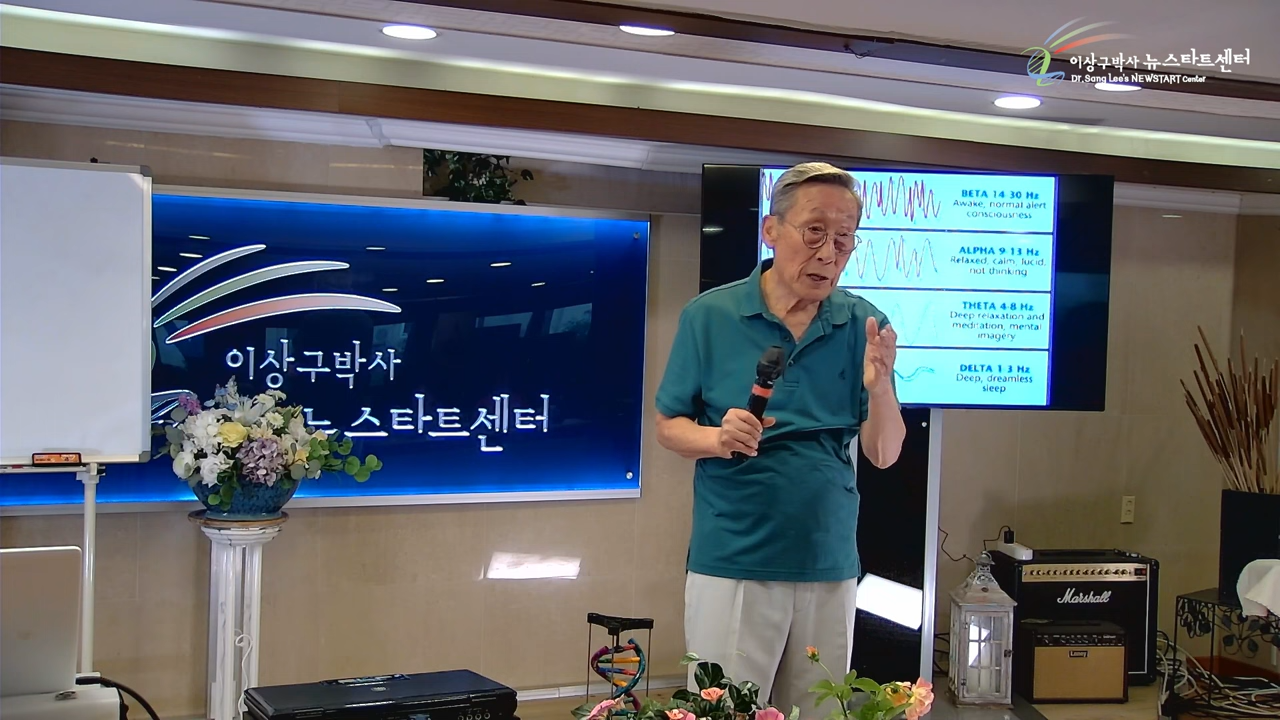 이상구박사 뉴스타트센터
Dr. Sang Lee's NEWSTART Center
BETA 14-30 Hz
Awake, normal alert
consciousness
ALPHA 9-13 Hz
Relaxed, calm, lucid,
not thinking
THETA 4-8 Hz
Deep relaxation and
meditation, mental
imagery
DELTA 1-3 Hz
Deep, dreamless
sleep
이상구박사
뉴스타트센터
Marshall
Laney